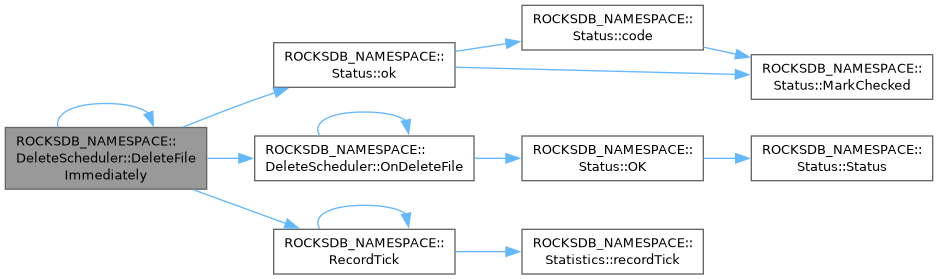 ROCKSDB_NAMESPACE::
DeleteScheduler::DeleteFile
Immediately
ROCKSDB_NAMESPACE::
Status::ok
ROCKSDB_NAMESPACE::
Status::code
ROCKSDB_NAMESPACE::
Status::MarkChecked
ROCKSDB_NAMESPACE::
DeleteScheduler::OnDeleteFile
ROCKSDB_NAMESPACE::
Status::OK
ROCKSDB_NAMESPACE::
Status::Status
ROCKSDB_NAMESPACE::
RecordTick
ROCKSDB_NAMESPACE::
Statistics::recordTick